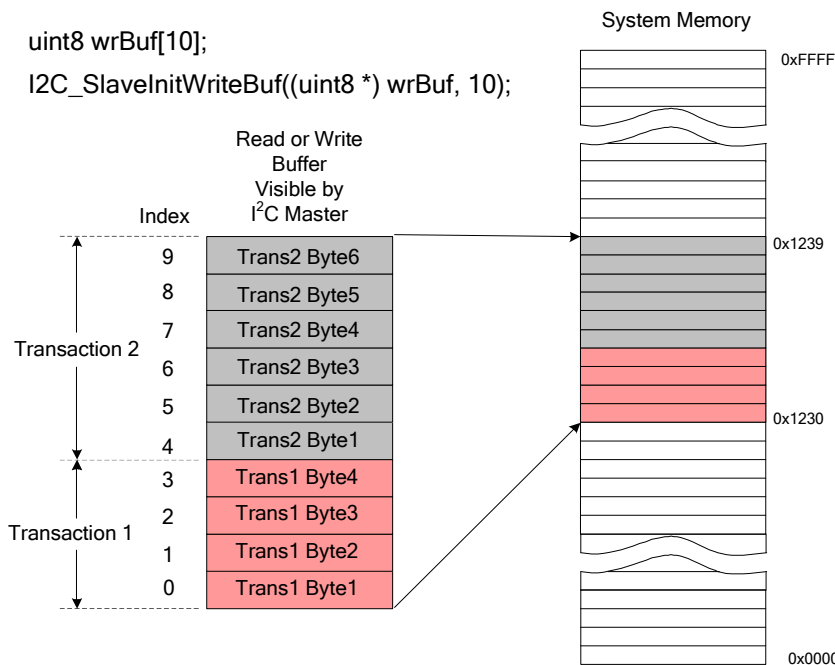 uint8 wrBuf[10];
I2C_SlaveInitWriteBuf((uint8 *) wrBuf, 10);
System Memory
0xFFFF
Read or Write
Buffer
Visible by
I²C Master
Index
9 Trans2 Byte6
8 Trans2 Byte5
7 Trans2 Byte4
6 Trans2 Byte3
5 Trans2 Byte2
4 Trans2 Byte1
3 Trans1 Byte4
2 Trans1 Byte3
1 Trans1 Byte2
0 Trans1 Byte1
Transaction 2
Transaction 1
0x1239
0x1230
0x0000